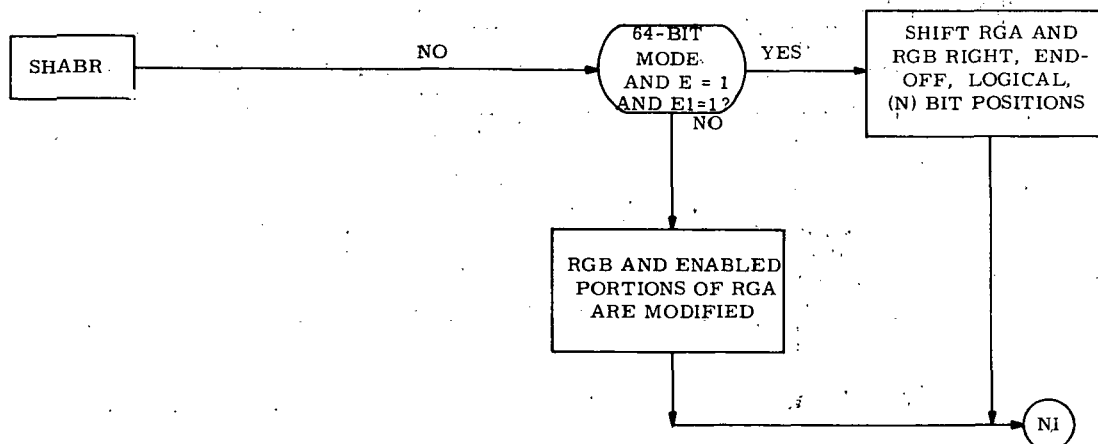 SHABR
NO
64-BIT
MODE
AND E = 1
AND E1=1?
YES
NO
SHIFT RGA AND
RGB RIGHT, END-
OFF, LOGICAL,
(N) BIT POSITIONS
RGB AND ENABLED
PORTIONS OF RGA
ARE MODIFIED
NI